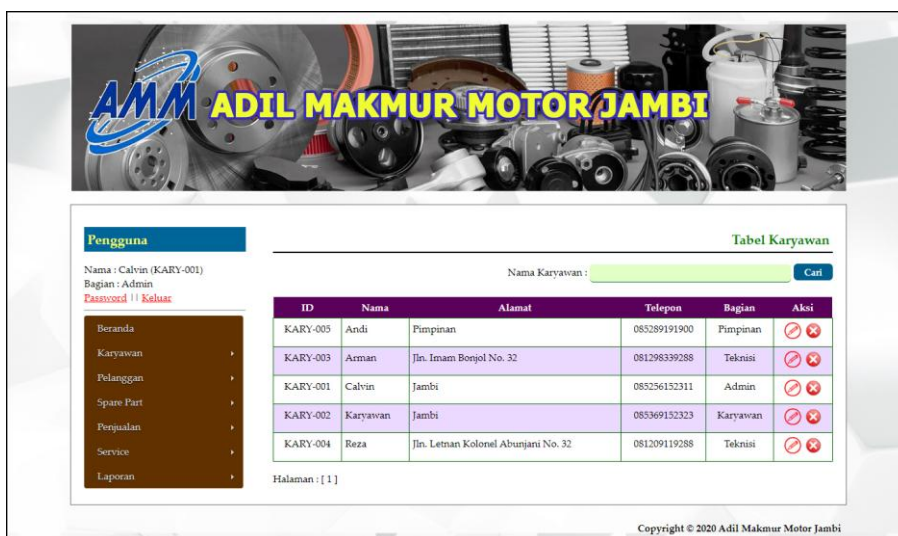 AMM ADIL MAKMUR MOTOR JAMBI
Pengguna
Nama : Calvin (KARY-001)
Bagian : Admin
Password || Keluar
Beranda
Karyawan
Pelanggan
Spare Part
Penjualan
Service
Laporan
Tabel Karyawan
Nama Karyawan : Cari
ID Nama Alamat Telepon Bagian Aksi
KARY-005 Andi Pimpinan 085289191900 Pimpinan
KARY-003 Arman Jln. Imam Bonjol No. 32 081298339288 Teknisi
KARY-001 Calvin Jambi 085256152311 Admin
KARY-002 Karyawan Jambi 085369152323 Karyawan
KARY-004 Reza Jln. Letnan Kolonel Abunjani No. 32 081209119288 Teknisi
Halaman : [ 1 ]
Copyright © 2020 Adil Makmur Motor Jambi